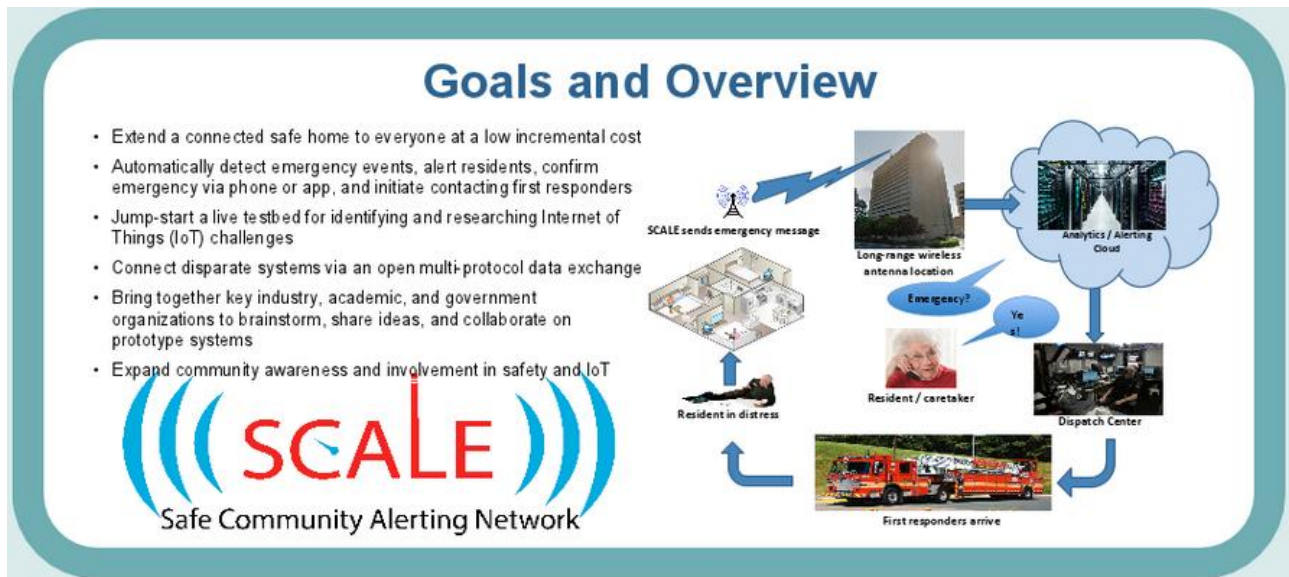 Goals and Overview
• Extend a connected safe home to everyone at a low incremental cost
• Automatically detect emergency events, alert residents, confirm
emergency via phone or app, and initiate contacting first responders
• Jump-start a live testbed for identifying and researching Internet of
Things (IoT) challenges
• Connect disparate systems via an open multi-protocol data exchange
• Bring together key industry, academic, and government
organizations to brainstorm, share ideas, and collaborate on
prototype systems
• Expand community awareness and involvement in safety and IoT
SCALE
Safe Community Alerting Network
SCALE sends emergency message
Long-range wireless
antenna location
Analytics / Alerting
Cloud
Emergency?
Ye
s!
Resident / caretaker
Dispatch Center
Resident in distress
First responders arrive